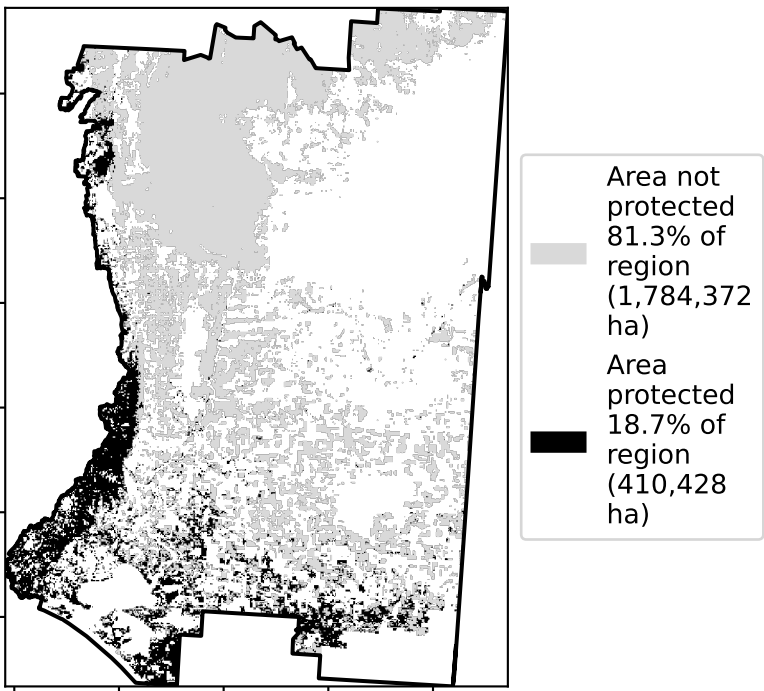 Area not
protected
81.3% of
region
(1,784,372
ha)
Area
protected
18.7% of
region
(410,428
ha)